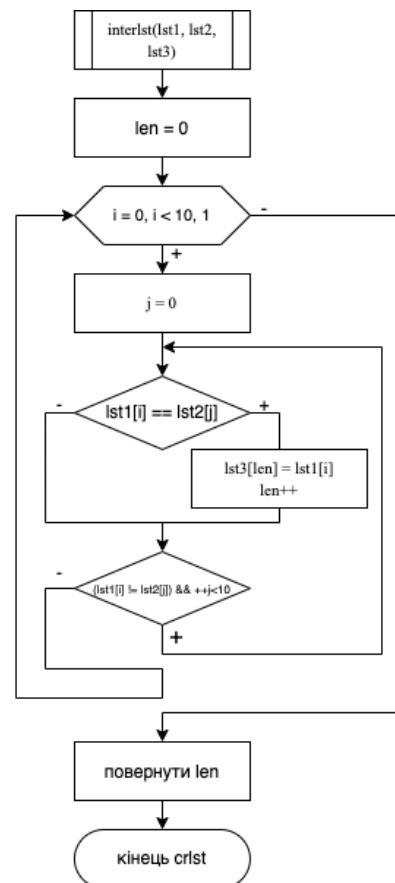 interlst(lst1, lst2,
lst3)
len = 0
i = 0, i < 10, 1
-
+
j = 0
-
lst1[i] == lst2[j]
+
lst3[len] = lst1[i]
len++
-
(lst1[i] != lst2[j]) && ++j<10
+
повернути len
кінець crlst